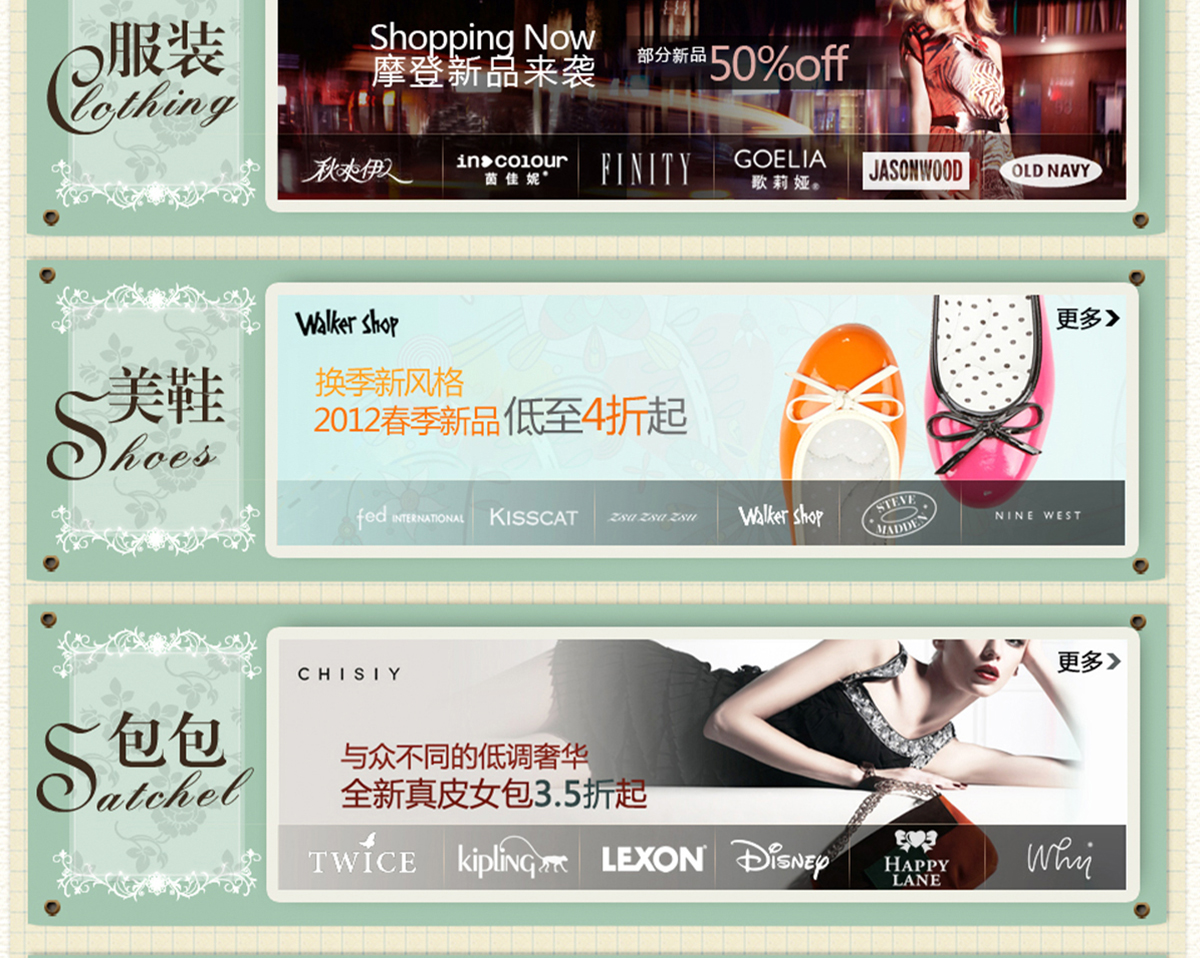 服装
Clothing
Shopping Now
摩登新品来袭
部分新品50%off
秋水伊人
in colour
茵佳妮®
FINITY
GOELIA
歌莉娅®
JASONWOOD
OLD NAVY
美鞋
Shoes
Walker Shop
更多
换季新风格
2012春季新品低至4折起
fed INTERNATIONAL
KISSCAT
zsa zsa zsu
Walker Shop
STEVE
MADDEN
NINE WEST
包包
Satchel
CHISIY
更多
与众不同的低调奢华
全新真皮女包3.5折起
TWICE
kipling
LEXON®
Disney
HAPPY
LANE
Why